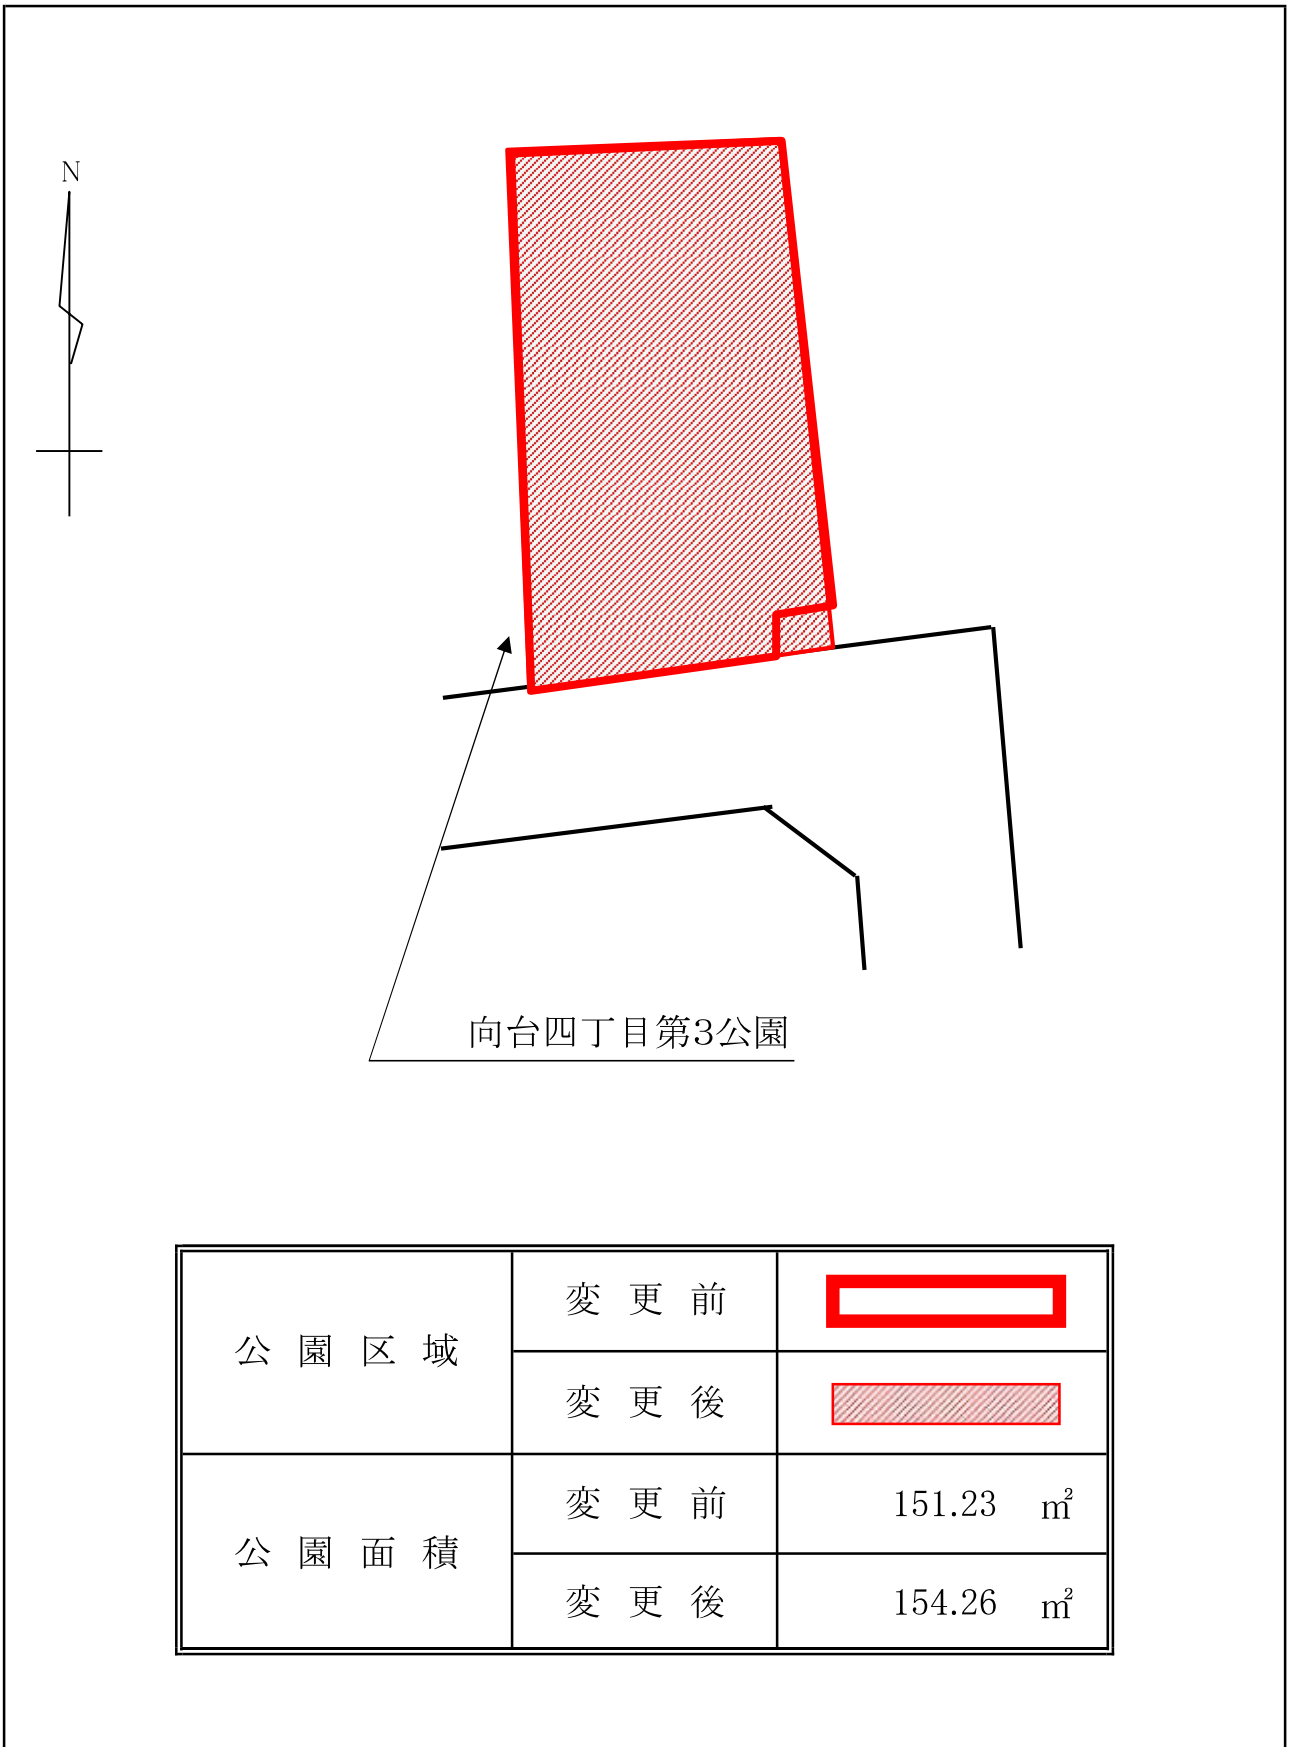 N
向台四丁目第3公園
公園区域
変更前
変更後
公園面積
変更前 151.23 ㎡
変更後 154.26 ㎡